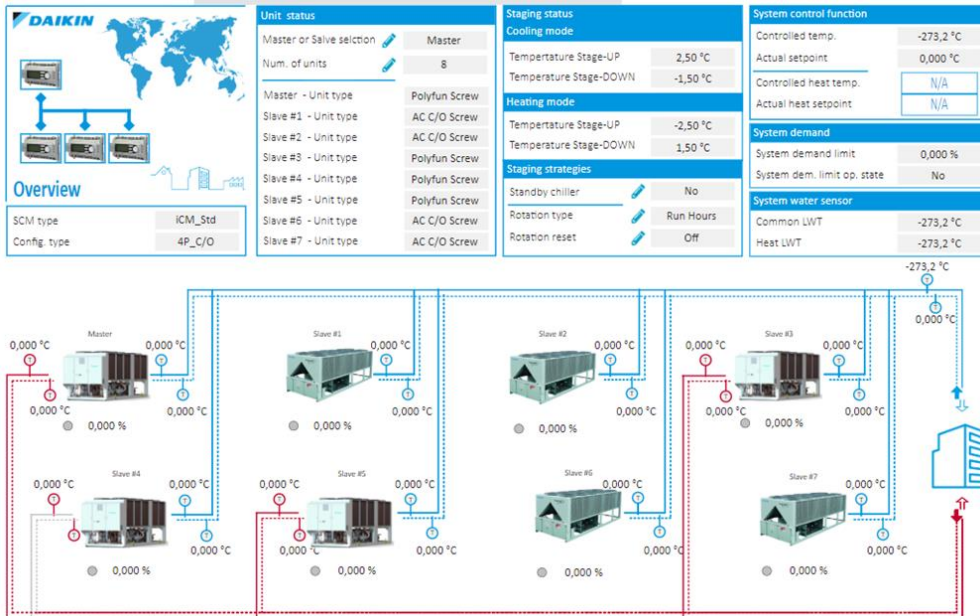 DAIKIN
Overview
SCM type iCM_Std
Config. type 4P_C/O
Unit status
Master or Salve selction Master
Num. of units 8
Master - Unit type Polyfun Screw
Slave #1 - Unit type AC C/O Screw
Slave #2 - Unit type AC C/O Screw
Slave #3 - Unit type Polyfun Screw
Slave #4 - Unit type Polyfun Screw
Slave #5 - Unit type Polyfun Screw
Slave #6 - Unit type AC C/O Screw
Slave #7 - Unit type AC C/O Screw
Staging status
Cooling mode
Tempertature Stage-UP 2,50 °C
Temperature Stage-DOWN -1,50 °C
Heating mode
Tempertature Stage-UP -2,50 °C
Temperature Stage-DOWN 1,50 °C
Staging strategies
Standby chiller No
Rotation type Run Hours
Rotation reset Off
System control function
Controlled temp. -273,2 °C
Actual setpoint 0,000 °C
Controlled heat temp. N/A
Actual heat setpoint N/A
System demand
System demand limit 0,000 %
System dem. limit op. state No
System water sensor
Common LWT -273,2 °C
Heat LWT -273,2 °C
-273,2 °C
0,000 °C
Master
0,000 °C 0,000 °C
0,000 °C 0,000 °C
0,000 %
Slave #1
0,000 °C
0,000 °C
0,000 %
Slave #2
0,000 °C
0,000 °C
0,000 %
Slave #3
0,000 °C 0,000 °C
0,000 °C 0,000 °C
0,000 %
Slave #4
0,000 °C 0,000 °C
0,000 °C
0,000 %
Slave #5
0,000 °C 0,000 °C
0,000 °C 0,000 °C
0,000 %
Slave #6
0,000 °C
0,000 °C
0,000 %
Slave #7
0,000 °C
0,000 °C
0,000 %